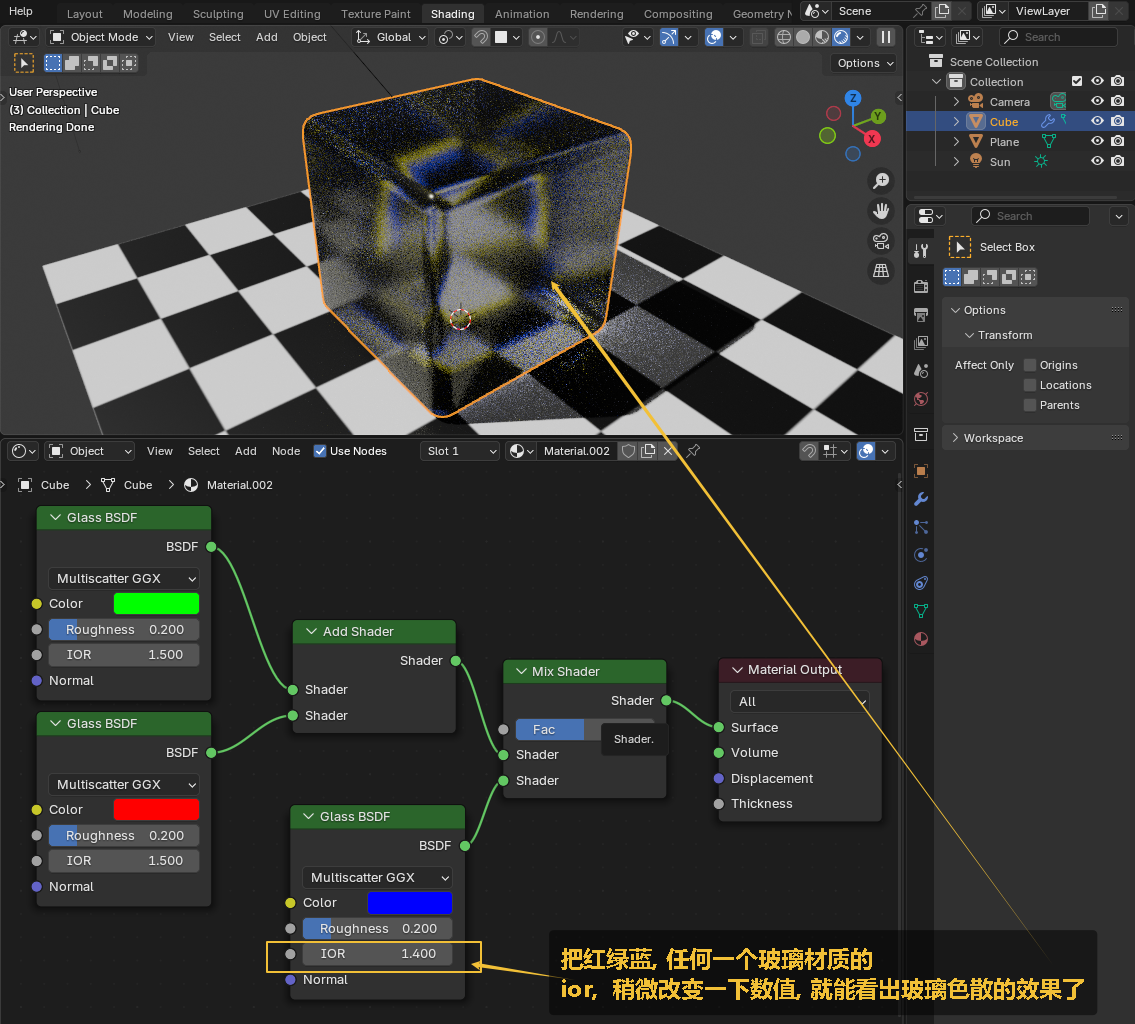 Help Layout Modeling Sculpting UV Editing Texture Paint Shading Animation Rendering Compositing Geometry N Scene ViewLayer
Object Mode View Select Add Object Global Search
Options
Scene Collection
Collection
Camera
Cube
Plane
Sun
User Perspective
(3) Collection | Cube
Rendering Done
Z
Y
X
Search
Select Box
Options
Transform
Affect Only Origins
Locations
Parents
Workspace
Object View Select Add Node Use Nodes Slot 1 Material.002
Cube > Cube > Material.002
Glass BSDF
BSDF
Multiscatter GGX
Color
Roughness 0.200
IOR 1.500
Normal
Glass BSDF
BSDF
Multiscatter GGX
Color
Roughness 0.200
IOR 1.500
Normal
Add Shader
Shader
Shader
Shader
Glass BSDF
BSDF
Multiscatter GGX
Color
Roughness 0.200
IOR 1.400
Normal
Mix Shader
Shader
Fac
Shader.
Shader
Shader
Material Output
All
Surface
Volume
Displacement
Thickness
把红绿蓝, 任何一个玻璃材质的
ior, 稍微改变一下数值, 就能看出玻璃色散的效果了